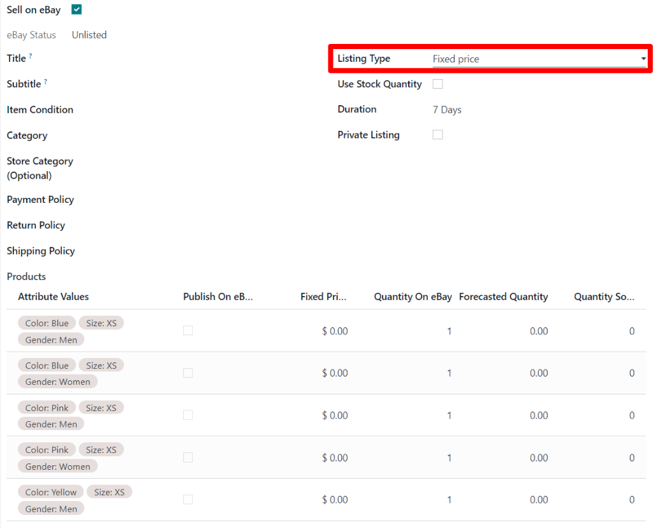 Sell on eBay
eBay Status Unlisted
Title ?
Listing Type Fixed price
Subtitle ?
Use Stock Quantity
Item Condition
Duration 7 Days
Category
Private Listing
Store Category
(Optional)
Payment Policy
Return Policy
Shipping Policy
Products
Attribute Values Publish On eB... Fixed Pri... Quantity On eBay Forecasted Quantity Quantity So...
Color: Blue Size: XS
Gender: Men
$ 0.00 1 0.00 0
Color: Blue Size: XS
Gender: Women
$ 0.00 1 0.00 0
Color: Pink Size: XS
Gender: Men
$ 0.00 1 0.00 0
Color: Pink Size: XS
Gender: Women
$ 0.00 1 0.00 0
Color: Yellow Size: XS
Gender: Men
$ 0.00 1 0.00 0